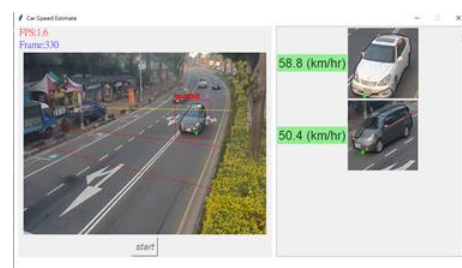 Car Speed Estimate
FPS:1.6
Frame:330
58.8 (km/hr)
50.4 (km/hr)
start